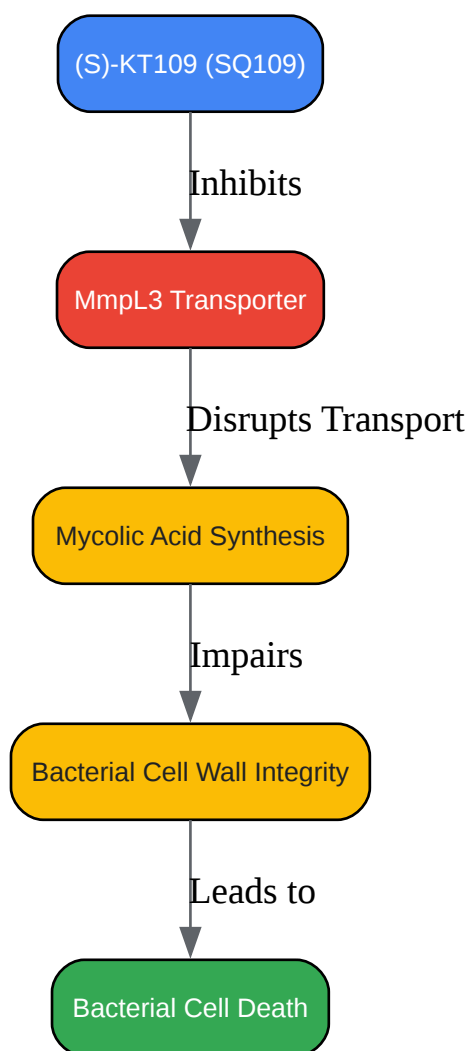 (S)-KT109 (SQ109)
Inhibits
MmpL3 Transporter
Disrupts Transport
Mycolic Acid Synthesis
Impairs
Bacterial Cell Wall Integrity
Leads to
Bacterial Cell Death